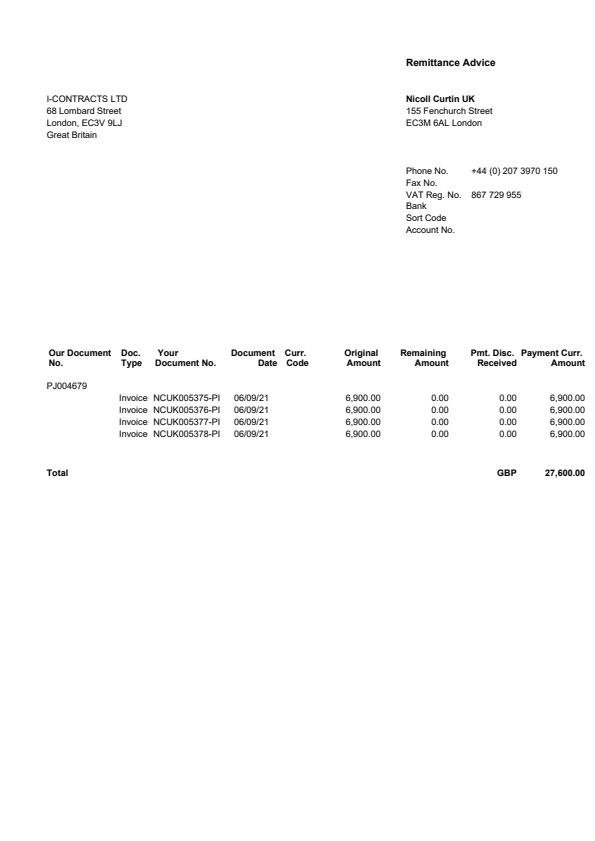 Remittance Advice
I-CONTRACTS LTD
68 Lombard Street
London, EC3V 9LJ
Great Britain
Nicoll Curtin UK
155 Fenchurch Street
EC3M 6AL London
Phone No. +44 (0) 207 3970 150
Fax No.
VAT Reg. No. 867 729 955
Bank
Sort Code
Account No.
Our Document Doc. Your Document Curr. Original Remaining Pmt. Disc. Payment Curr.
No. Type Document No. Date Code Amount Amount Received Amount
PJ004679
Invoice NCUK005375-PI 06/09/21 6,900.00 0.00 0.00 6,900.00
Invoice NCUK005376-PI 06/09/21 6,900.00 0.00 0.00 6,900.00
Invoice NCUK005377-PI 06/09/21 6,900.00 0.00 0.00 6,900.00
Invoice NCUK005378-PI 06/09/21 6,900.00 0.00 0.00 6,900.00
Total GBP 27,600.00